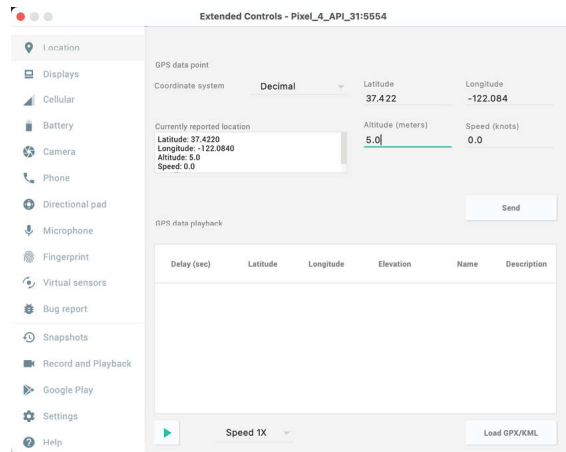 Extended Controls - Pixel_4_API_31:5554
Location
Displays
Cellular
Battery
Camera
Phone
Directional pad
Microphone
Fingerprint
Virtual sensors
Bug report
Snapshots
Record and Playback
Google Play
Settings
Help
GPS data point
Coordinate system
Decimal
Latitude
37.422
Longitude
-122.084
Currently reported location
Latitude: 37.4220
Longitude: -122.0840
Altitude: 5.0
Speed: 0.0
Altitude (meters)
5.0
Speed (knots)
0.0
Send
GPS data playback
Delay (sec) Latitude Longitude Elevation Name Description
Speed 1X
Load GPX/KML